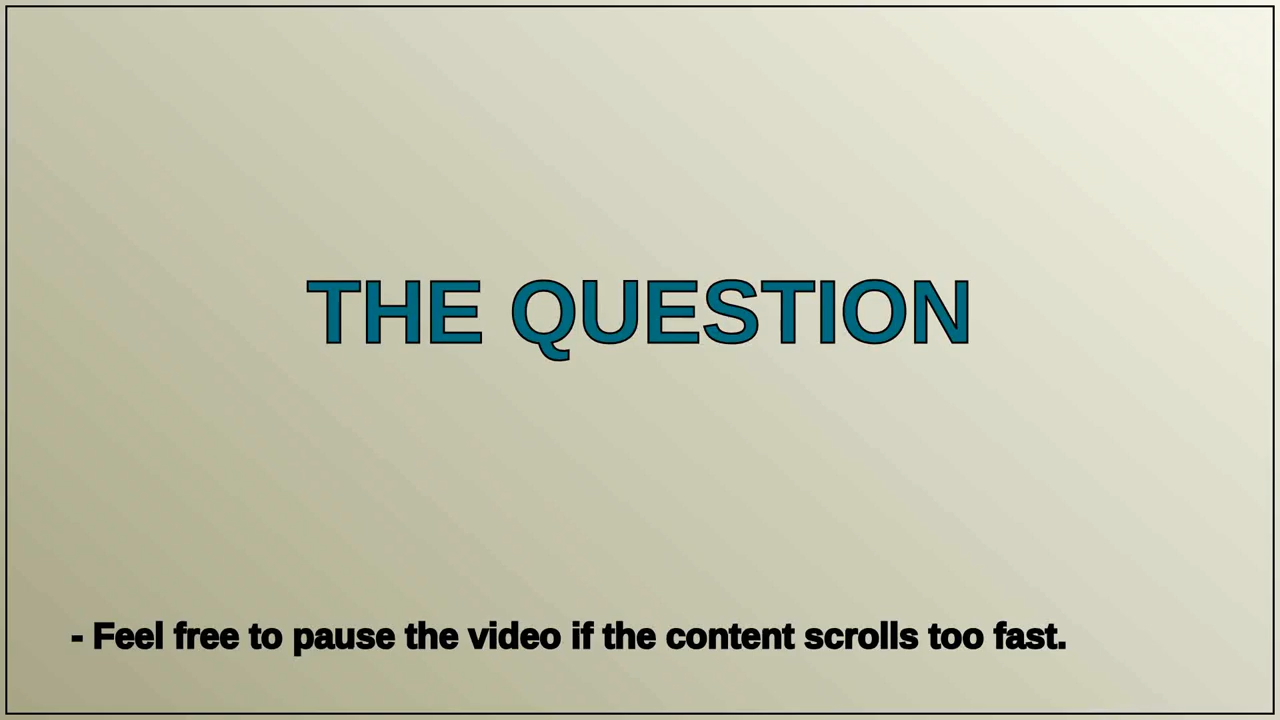 THE QUESTION
- Feel free to pause the video if the content scrolls too fast.